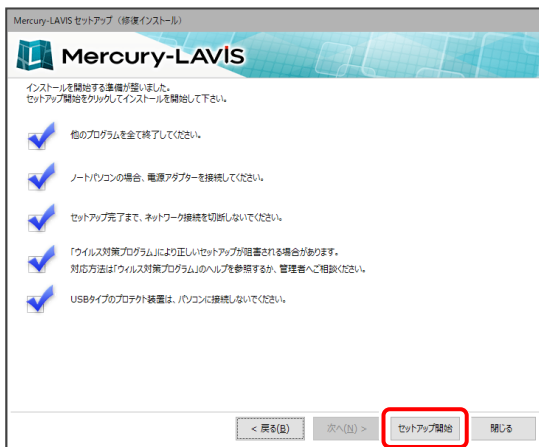 Mercury-LAVIS セットアップ（修復インストール）
Mercury-LAVIS
インストールを開始する準備が整いました。
セットアップ開始をクリックしてインストールを開始して下さい。
他のプログラムを全て終了してください。
ノートパソコンの場合、電源アダプターを接続してください。
セットアップ完了まで、ネットワーク接続を切断しないでください。
「ウイルス対策プログラム」により正しいセットアップが阻害される場合があります。
対応方法は「ウィルス対策プログラム」のヘルプを参照するか、管理者へご相談ください。
USBタイプのプロテクト装置は、パソコンに接続しないでください。
< 戻る(B) 次へ(N) > セットアップ開始 閉じる